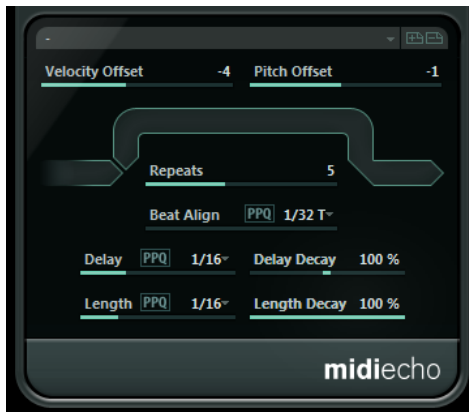 -
Velocity Offset -4 Pitch Offset -1
Repeats 5
Beat Align PPQ 1/32 T
Delay PPQ 1/16 Delay Decay 100 %
Length PPQ 1/16 Length Decay 100 %
midiecho